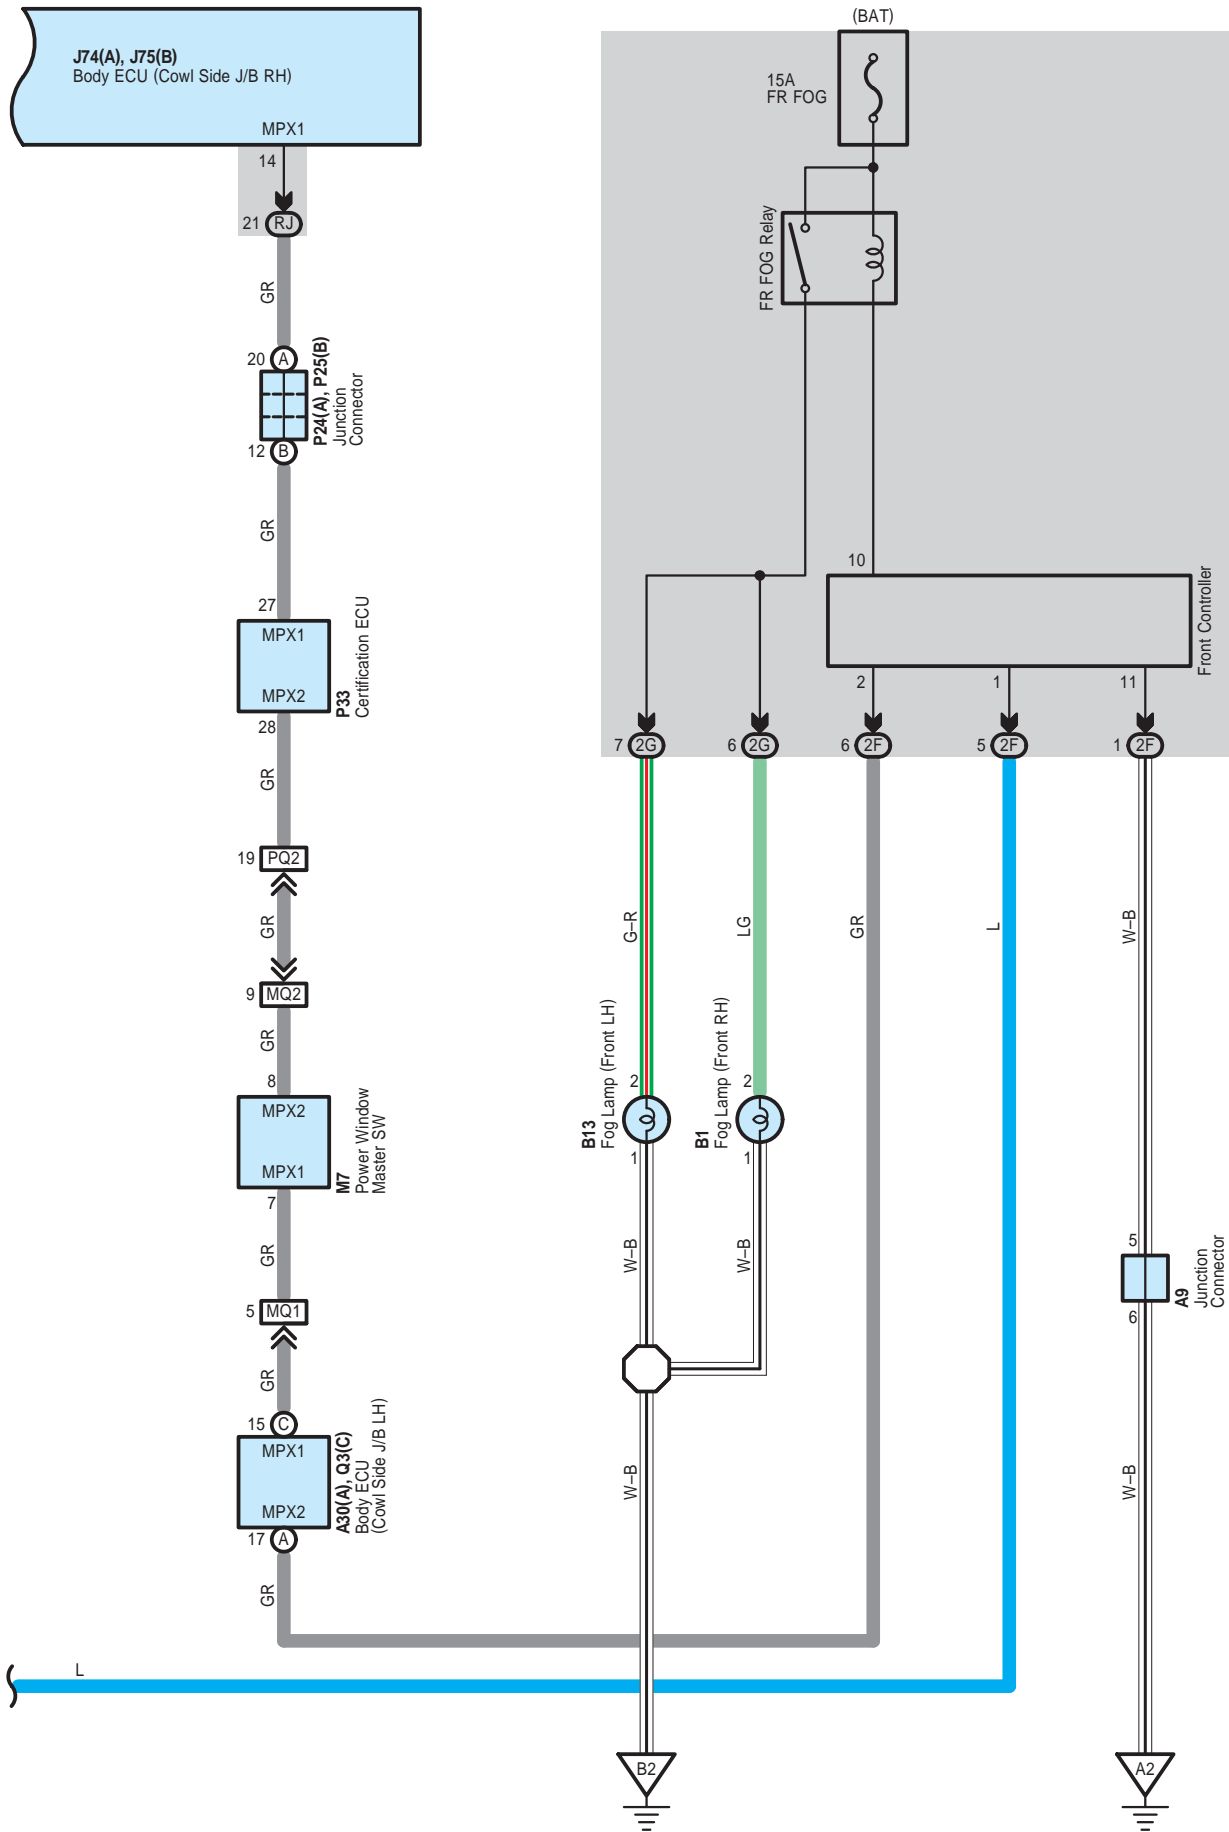 J74(A), J75(B)
Body ECU (Cowl Side J/B RH)
MPX1
14
21 RJ
GR
20 A
P24(A), P25(B)
Junction
Connector
12 B
GR
27
MPX1
MPX2
P33
Certification ECU
28
GR
19 PQ2
GR
9 MQ2
GR
8
MPX2
MPX1
M7
Power Window
Master SW
7
GR
5 MQ1
GR
15 C
MPX1
MPX2
A30(A), Q3(C)
Body ECU
(Cowl Side J/B LH)
17 A
GR
L
(BAT)
15A
FR FOG
FR FOG Relay
10
Front Controller
2
1
11
7 2G
6 2G
6 2F
5 2F
1 2F
G–R
LG
GR
L
W–B
2
B13
Fog Lamp (Front LH)
1
2
B1
Fog Lamp (Front RH)
1
W–B
W–B
5
A9
Junction
Connector
6
W–B
W–B
B2
A2